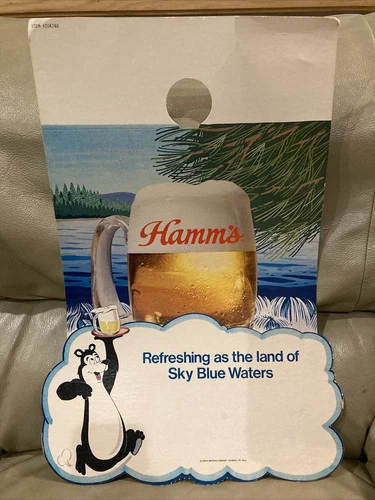 Hamm's
Refreshing as the land of
Sky Blue Waters